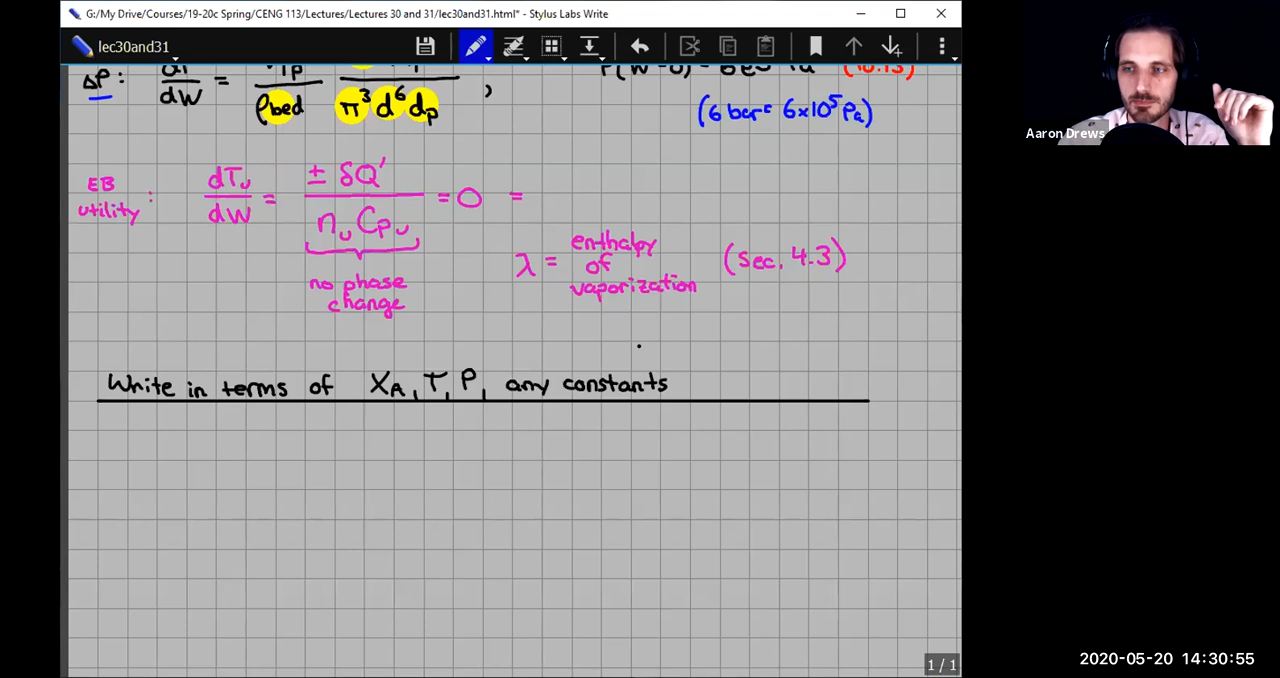 G:/My Drive/Courses/19-20c Spring/CENG 113/Lectures/Lectures 30 and 31/lec30and31.html* - Stylus Labs Write
lec30and31
ΔP: dW = ρbed π³ d⁶ dp ,
(6 bar = 6x10⁵ Pa)
Aaron Drews
EB utility : dTᵤ/dW = ± δQ'/nᵤ Cpᵤ = 0 =
no phase change
λ = enthalpy of vaporization (sec. 4.3)
Write in terms of XA, T, P, any constants
1 / 1
2020-05-20 14:30:55